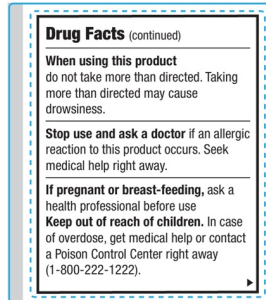 Drug Facts (continued)
When using this product
do not take more than directed. Taking
more than directed may cause
drowsiness.
Stop use and ask a doctor if an allergic
reaction to this product occurs. Seek
medical help right away.
If pregnant or breast-feeding, ask a
health professional before use
Keep out of reach of children. In case
of overdose, get medical help or contact
a Poison Control Center right away
(1-800-222-1222).